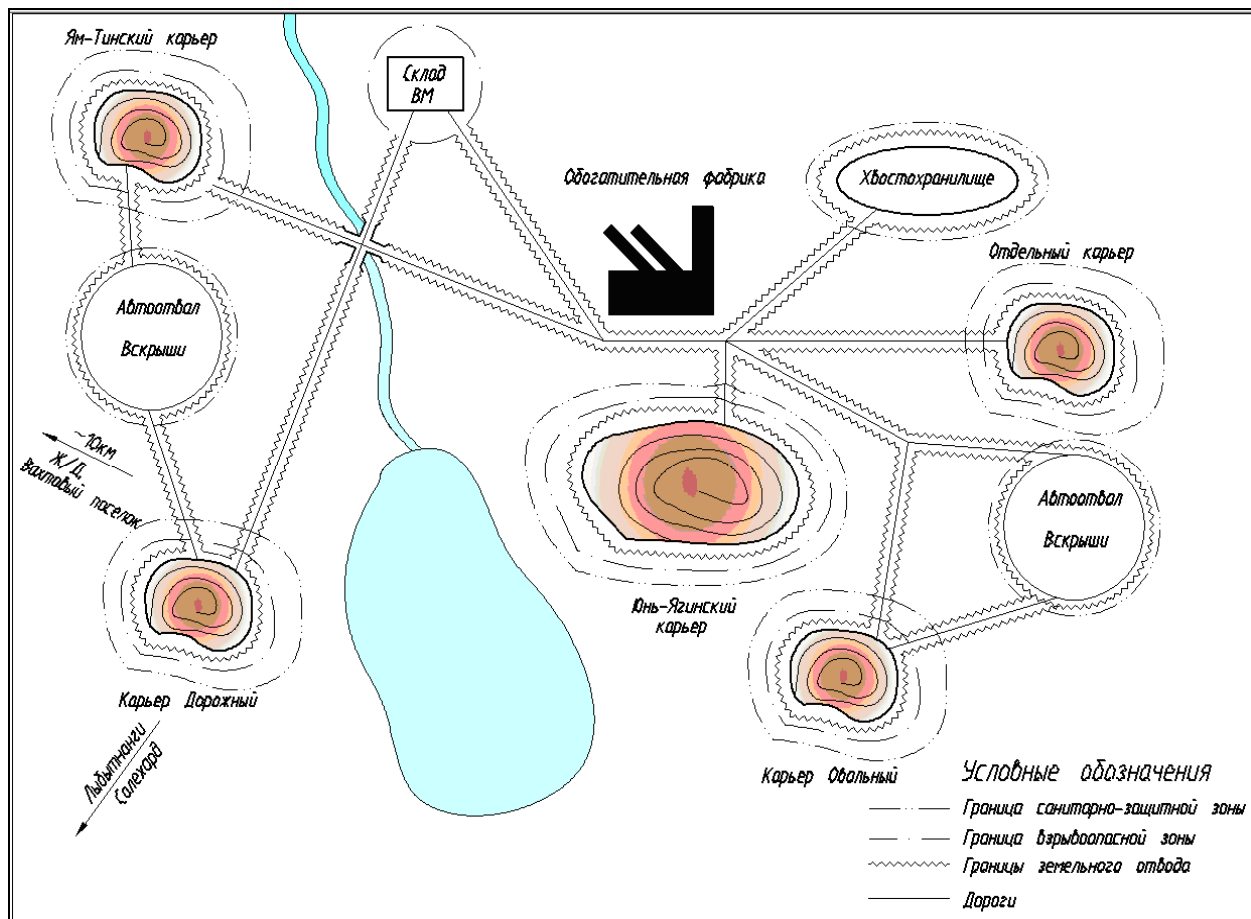 Ям-Тинский карьер
Склад
ВМ
Обогатительная фабрика
Хвостохранилище
Отдельный карьер
Автоотвал
Вскрыши
~10км
Ж/Д,
Вахтовый поселок
Автоотвал
Вскрыши
Юнь-Ягинский
карьер
Карьер Дорожный
Лыбытнанги
Салехард
Карьер Овальный
Условные обозначения
Граница санитарно-защитной зоны
Граница взрывоопасной зоны
Границы земельного отвода
Дороги